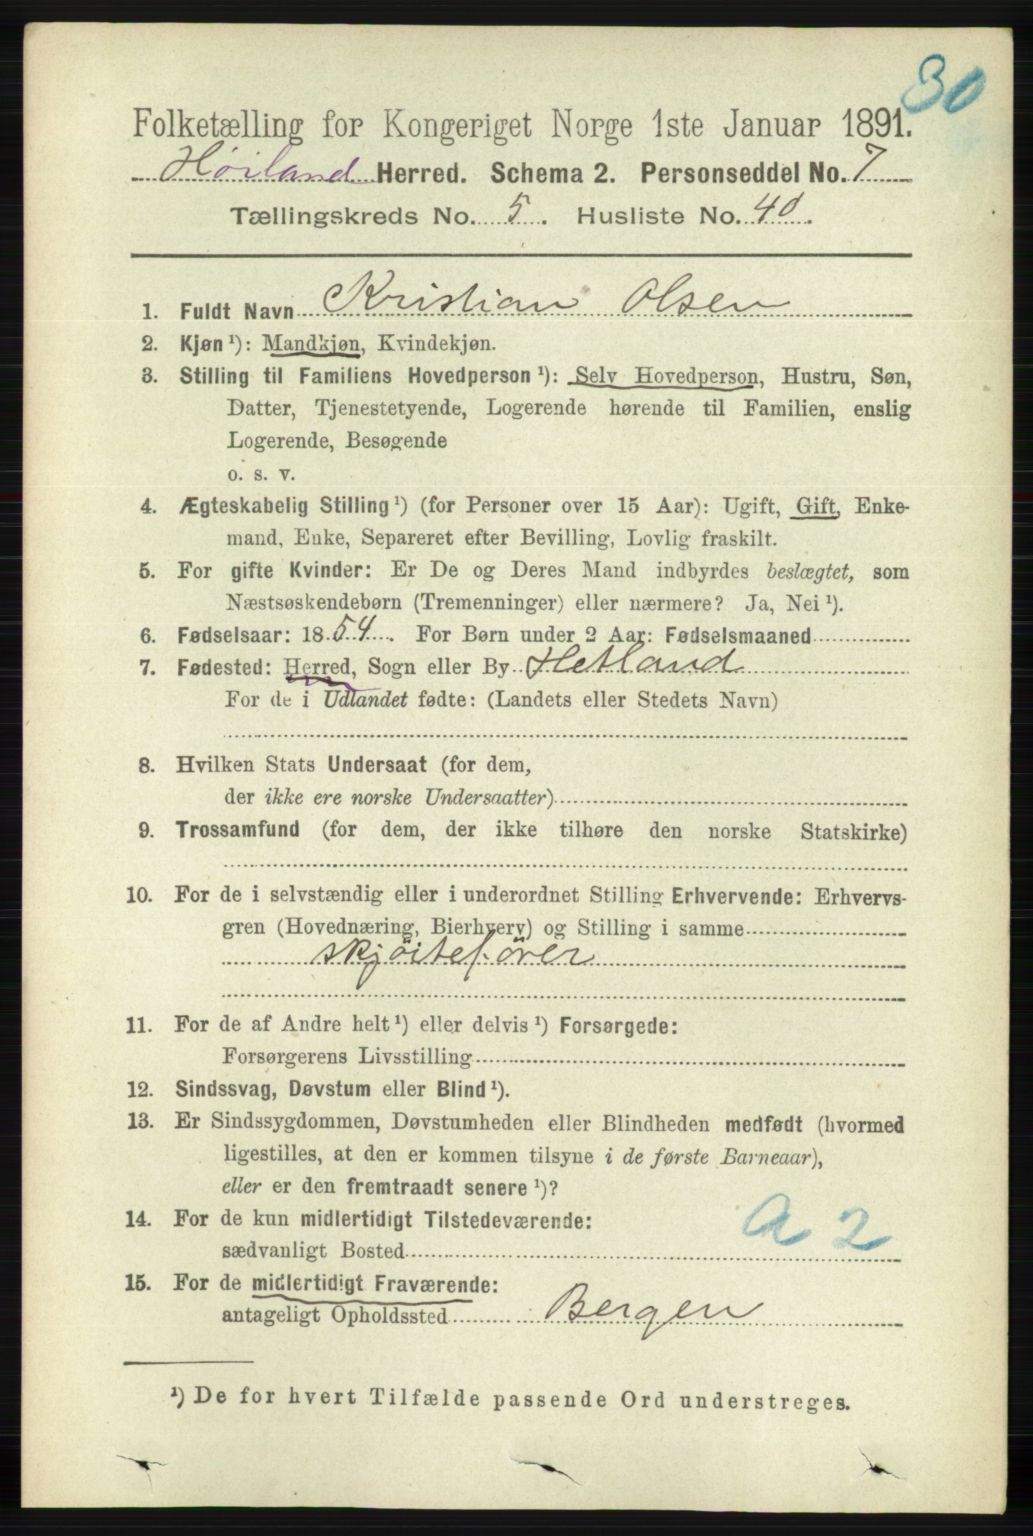 30
Folketælling for Kongeriget Norge 1ste Januar 1891.
Høiland Herred. Schema 2. Personseddel No. 7
Tællingskreds No. 5. Husliste No. 40.
1. Fuldt Navn Kristian Olsen
2. Kjøn ¹): Mandkjøn, Kvindekjøn.
3. Stilling til Familiens Hovedperson ¹): Selv Hovedperson, Hustru, Søn,
Datter, Tjenestetyende, Logerende hørende til Familien, enslig
Logerende, Besøgende
o. s. v.
4. Ægteskabelig Stilling ¹) (for Personer over 15 Aar): Ugift, Gift, Enke-
mand, Enke, Separeret efter Bevilling, Lovlig fraskilt.
5. For gifte Kvinder: Er De og Deres Mand indbyrdes beslægtet, som
Næstsøskendebørn (Tremenninger) eller nærmere? Ja, Nei ¹).
6. Fødselsaar: 1854. For Børn under 2 Aar: Fødselsmaaned
7. Fødested: Herred, Sogn eller By Hetland
For de i Udlandet fødte: (Landets eller Stedets Navn)
8. Hvilken Stats Undersaat (for dem,
der ikke ere norske Undersaatter)
9. Trossamfund (for dem, der ikke tilhøre den norske Statskirke)
10. For de i selvstændig eller i underordnet Stilling Erhvervende: Erhvervs-
gren (Hovednæring, Bierhverv) og Stilling i samme
skjöitefører
11. For de af Andre helt ¹) eller delvis ¹) Forsørgede:
Forsørgerens Livsstilling
12. Sindssvag, Døvstum eller Blind ¹).
13. Er Sindssygdommen, Døvstumheden eller Blindheden medfødt (hvormed
ligestilles, at den er kommen tilsyne i de første Barneaar),
eller er den fremtraadt senere ¹)?
14. For de kun midlertidigt Tilstedeværende:
sædvanligt Bosted
a 2
15. For de midlertidigt Fraværende:
antageligt Opholdssted Bergen
¹) De for hvert Tilfælde passende Ord understreges.